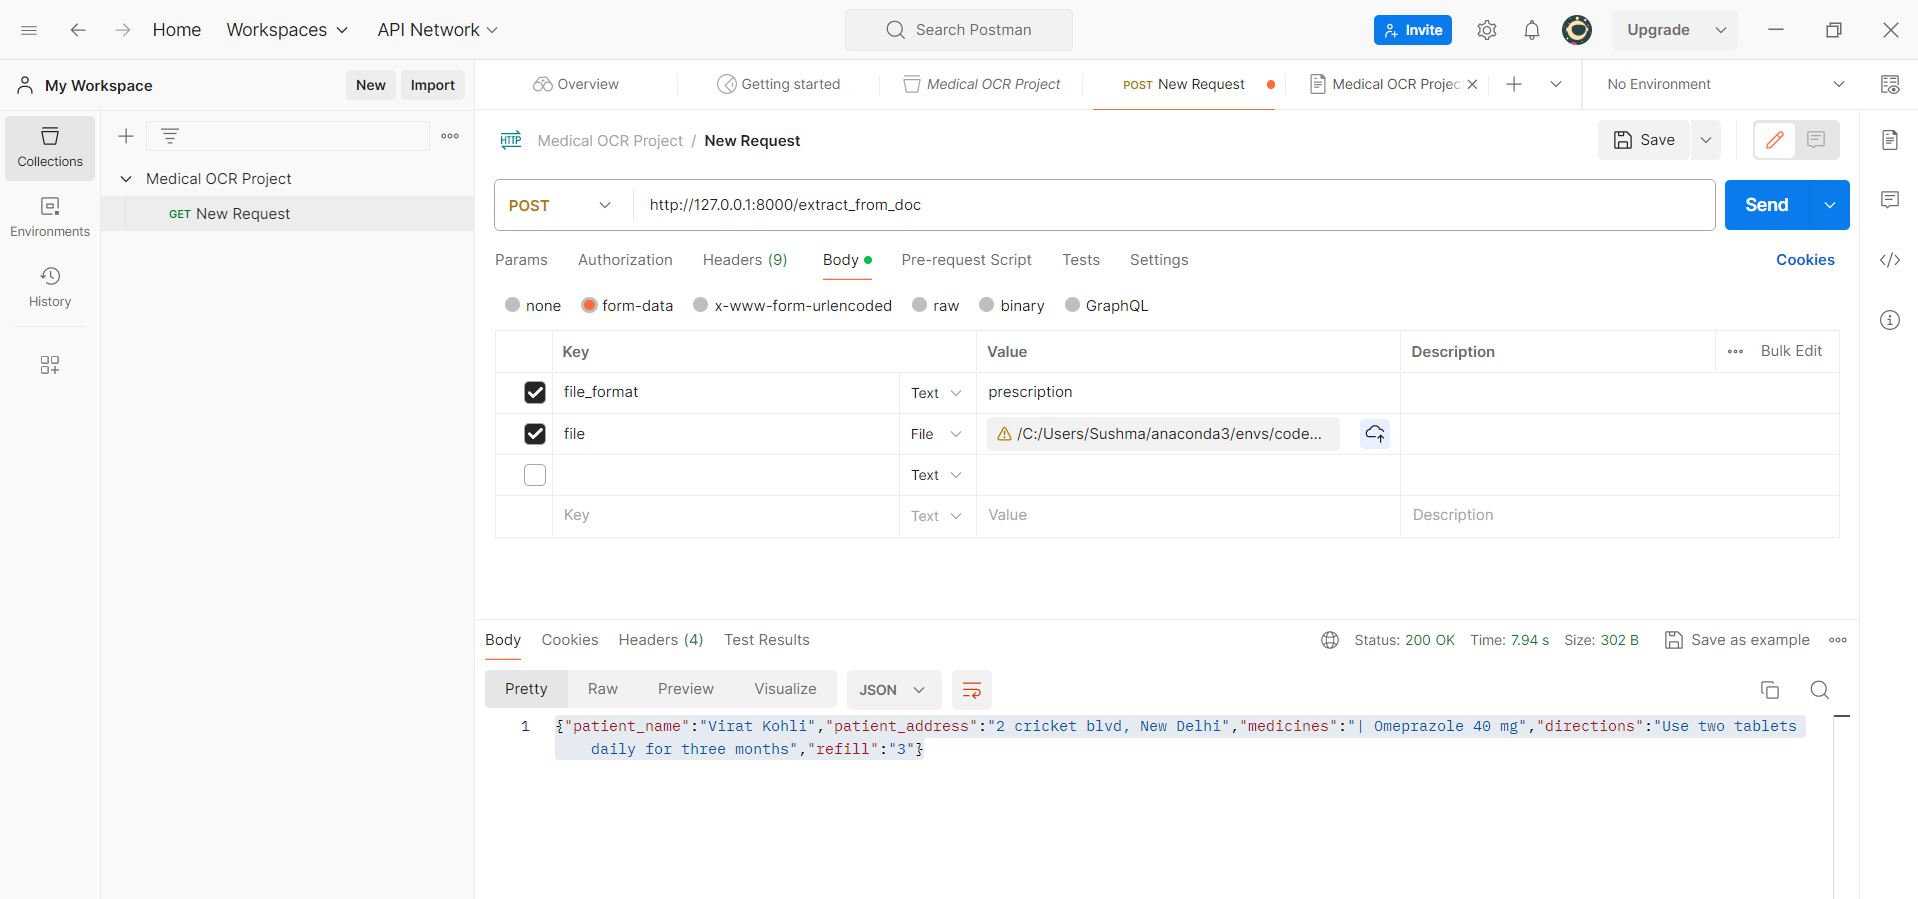 Home Workspaces API Network Search Postman Invite Upgrade
My Workspace New Import Overview Getting started Medical OCR Project POST New Request Medical OCR Projec No Environment
Collections
Environments
History
Medical OCR Project
GET New Request
HTTP Medical OCR Project / New Request Save
POST http://127.0.0.1:8000/extract_from_doc Send
Params Authorization Headers (9) Body Pre-request Script Tests Settings Cookies
none form-data x-www-form-urlencoded raw binary GraphQL
Key Value Description Bulk Edit
file_format Text prescription
file File /C:/Users/Sushma/anaconda3/envs/code...
Text
Key Text Value Description
Body Cookies Headers (4) Test Results Status: 200 OK Time: 7.94 s Size: 302 B Save as example
Pretty Raw Preview Visualize JSON
1 {"patient_name":"Virat Kohli","patient_address":"2 cricket blvd, New Delhi","medicines":"| Omeprazole 40 mg","directions":"Use two tablets
daily for three months","refill":"3"}